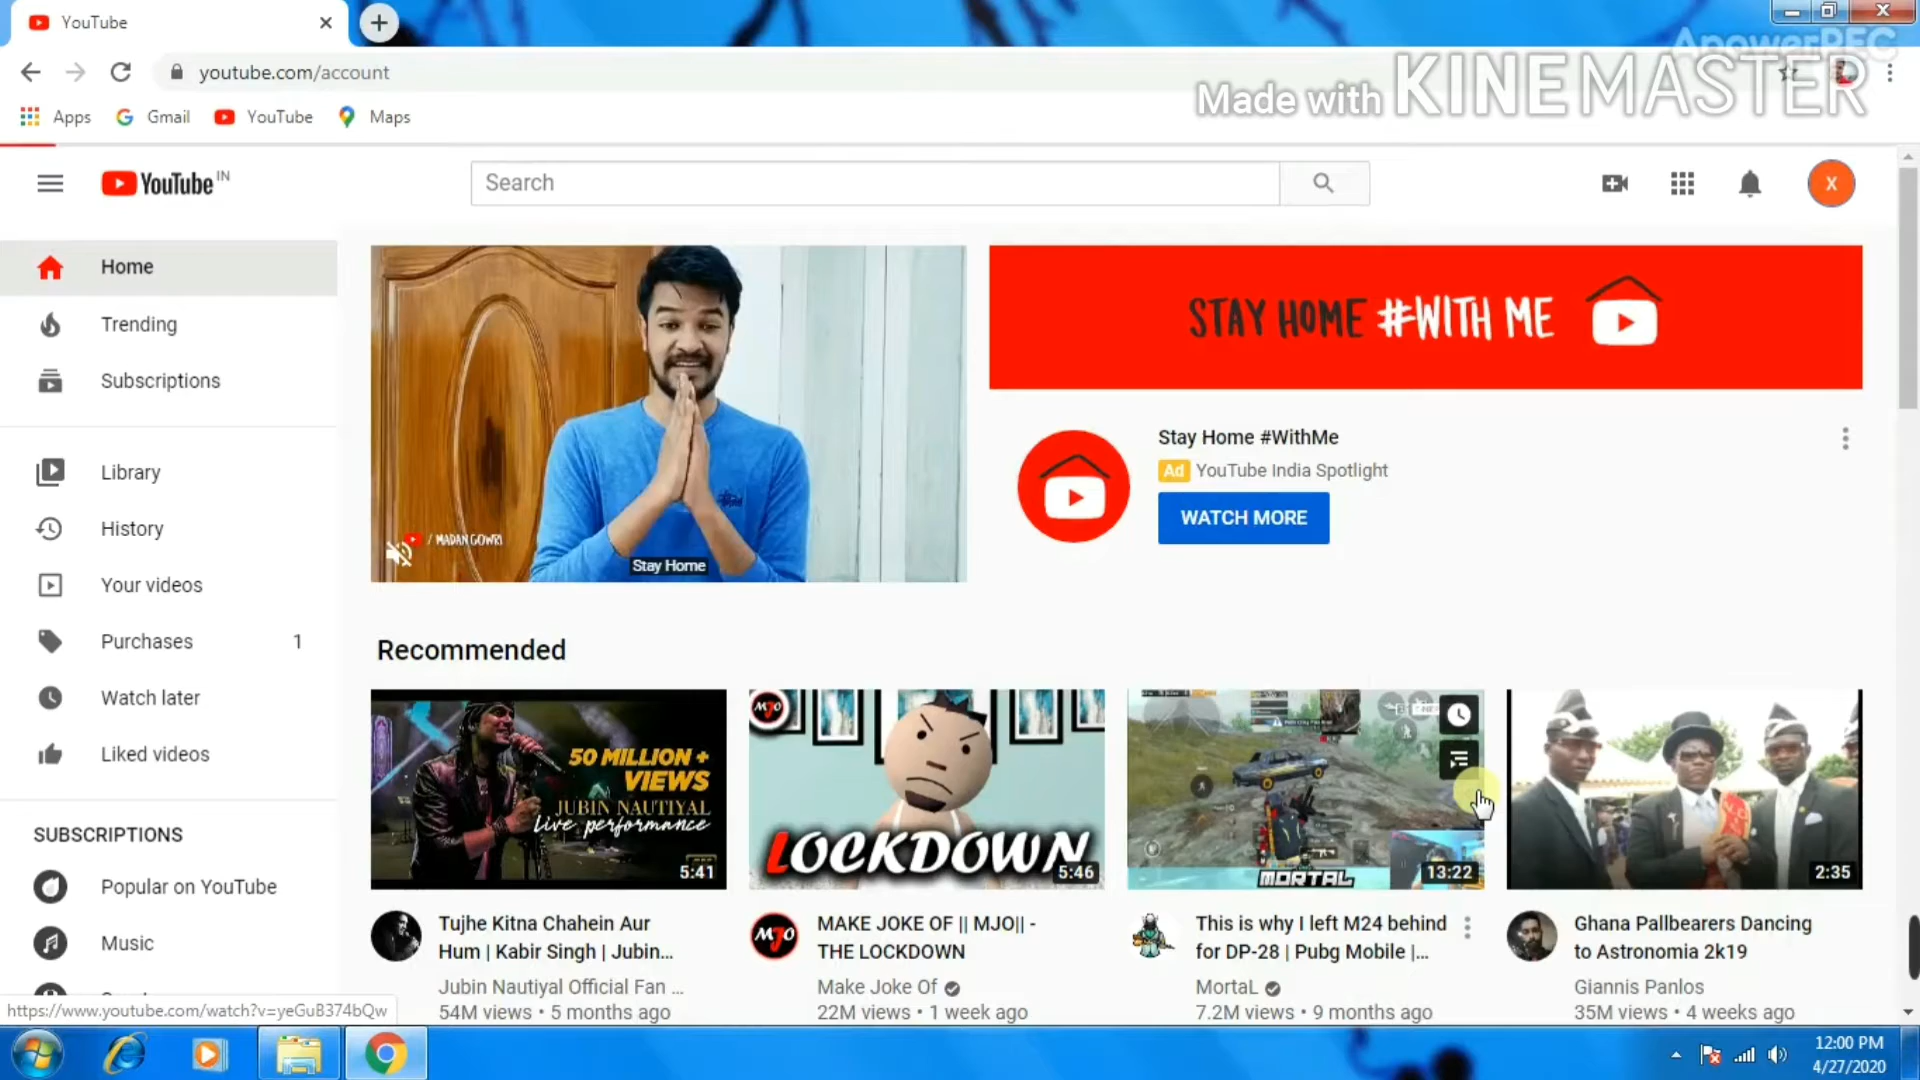 YouTube
ApowerREC
youtube.com/account
Made with KINEMASTER
Apps Gmail YouTube Maps
YouTube IN
Search
X
Home
Trending
Subscriptions
Library
History
Your videos
Purchases 1
Watch later
Liked videos
SUBSCRIPTIONS
Popular on YouTube
Music
/ MADAN GOWRI
Stay Home
STAY HOME #WITH ME
Stay Home #WithMe
Ad YouTube India Spotlight
WATCH MORE
Recommended
50 MILLION +
VIEWS
JUBIN NAUTIYAL
Live performance
5:41
MJO
LOCKDOWN
5:46
MORTAL
13:22
2:35
Tujhe Kitna Chahein Aur
Hum | Kabir Singh | Jubin...
Jubin Nautiyal Official Fan ...
54M views • 5 months ago
MJO
MAKE JOKE OF || MJO|| -
THE LOCKDOWN
Make Joke Of
22M views • 1 week ago
This is why I left M24 behind
for DP-28 | Pubg Mobile |...
MortaL
7.2M views • 9 months ago
Ghana Pallbearers Dancing
to Astronomia 2k19
Giannis Panlos
35M views • 4 weeks ago
https://www.youtube.com/watch?v=yeGuB374bQw
12:00 PM
4/27/2020